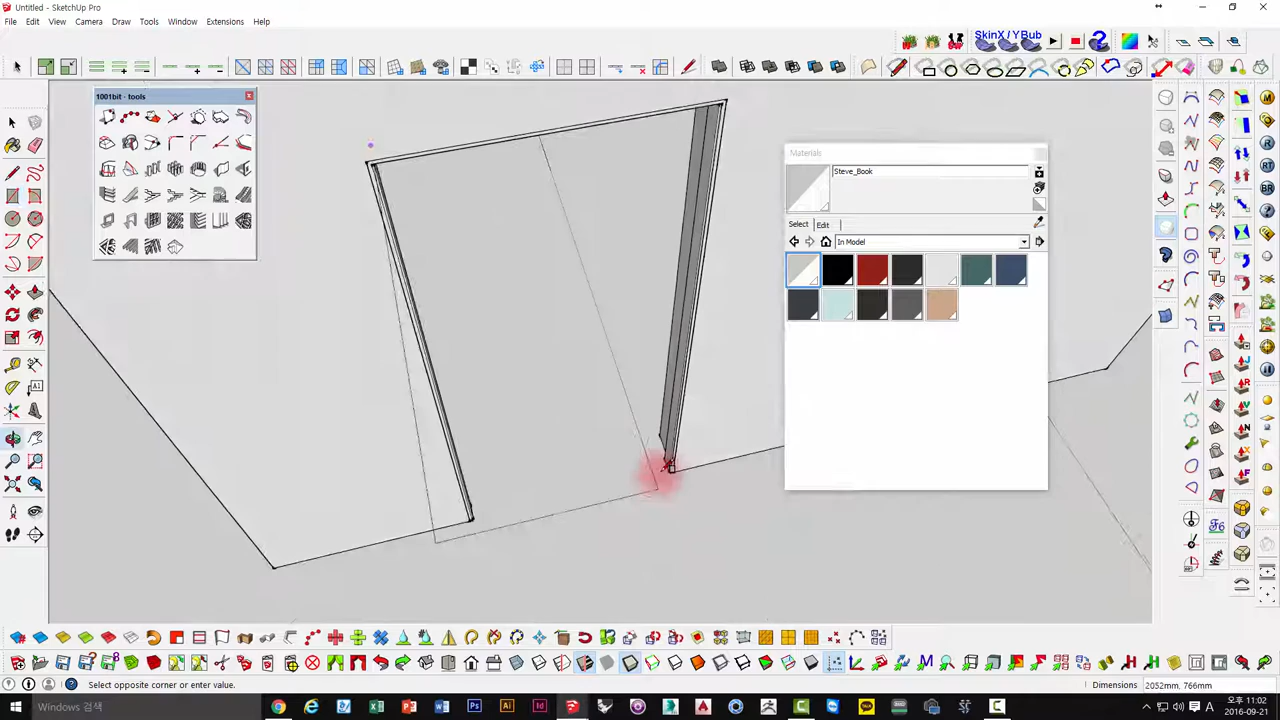 Untitled - SketchUp Pro
File Edit View Camera Draw Tools Window Extensions Help
SkinX / YBub
1001bit - tools
Materials
Steve_Book
Select Edit
In Model
Select opposite corner or enter value.
Dimensions 2052mm, 766mm
Windows 검색
오후 11:02
2016-09-21